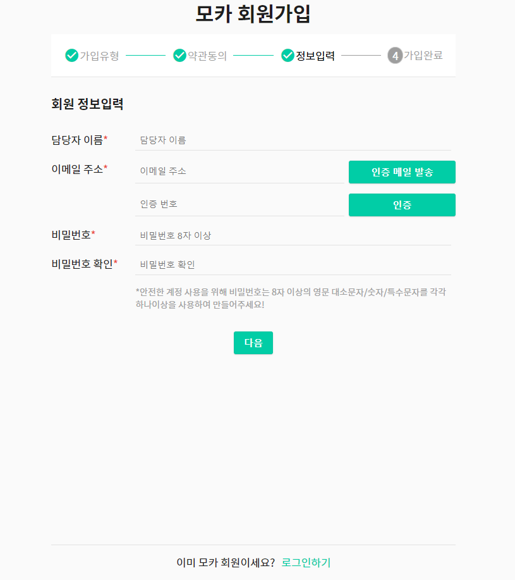 모카 회원가입
가입유형 약관동의 정보입력 4 가입완료
회원 정보입력
담당자 이름* 담당자 이름
이메일 주소* 이메일 주소 인증 메일 발송
인증 번호 인증
비밀번호* 비밀번호 8자 이상
비밀번호 확인* 비밀번호 확인
*안전한 계정 사용을 위해 비밀번호는 8자 이상의 영문 대소문자/숫자/특수문자를 각각
하나이상을 사용하여 만들어주세요!
다음
이미 모카 회원이세요? 로그인하기